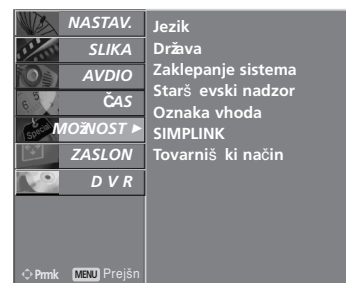 NASTAV.
SLIKA
AVDIO
ČAS
MOŽNOST ►
ZASLON
D V R
Jezik
Država
Zaklepanje sistema
Starš evski nadzor
Oznaka vhoda
SIMPLINK
Tovarniš ki način
Prmk MENU Prejšn